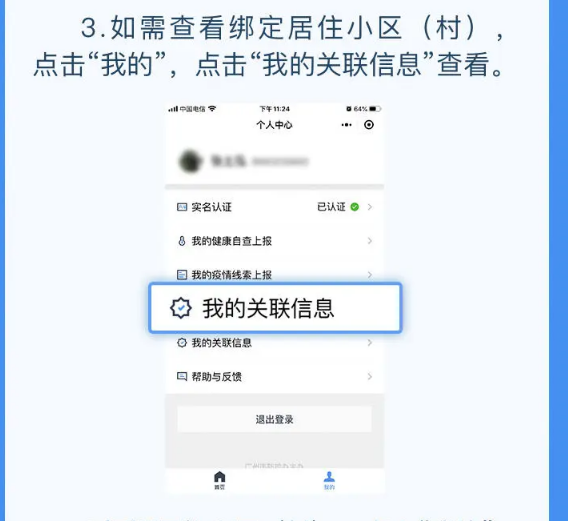 3.如需查看绑定居住小区（村），
点击“我的”，点击“我的关联信息”查看。
中国电信 下午11:24 64%
个人中心
实名认证 已认证
我的健康自查上报
我的疫情线索上报
我的关联信息
我的关联信息
帮助与反馈
退出登录
首页 我的